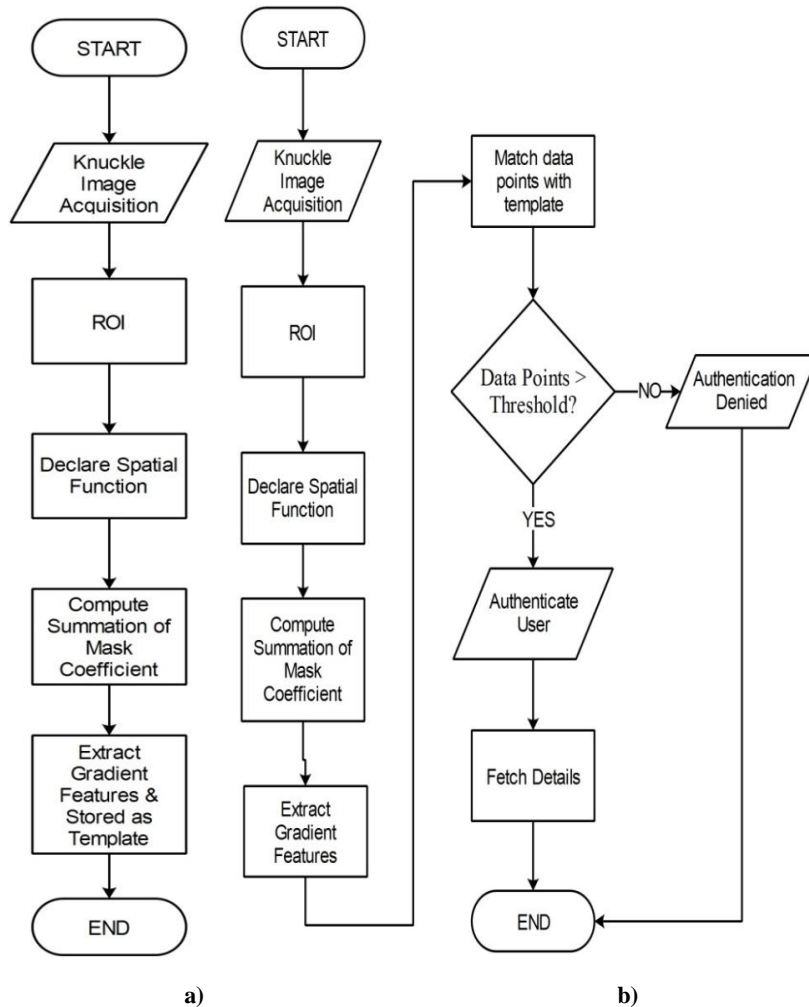 START
Knuckle
Image
Acquisition
ROI
Declare Spatial
Function
Compute
Summation of
Mask
Coefficient
Extract
Gradient
Features &
Stored as
Template
END
a)
START
Knuckle
Image
Acquisition
ROI
Declare Spatial
Function
Compute
Summation of
Mask
Coefficient
Extract
Gradient
Features
Match data
points with
template
Data Points >
Threshold?
NO
Authentication
Denied
YES
Authenticate
User
Fetch Details
END
b)